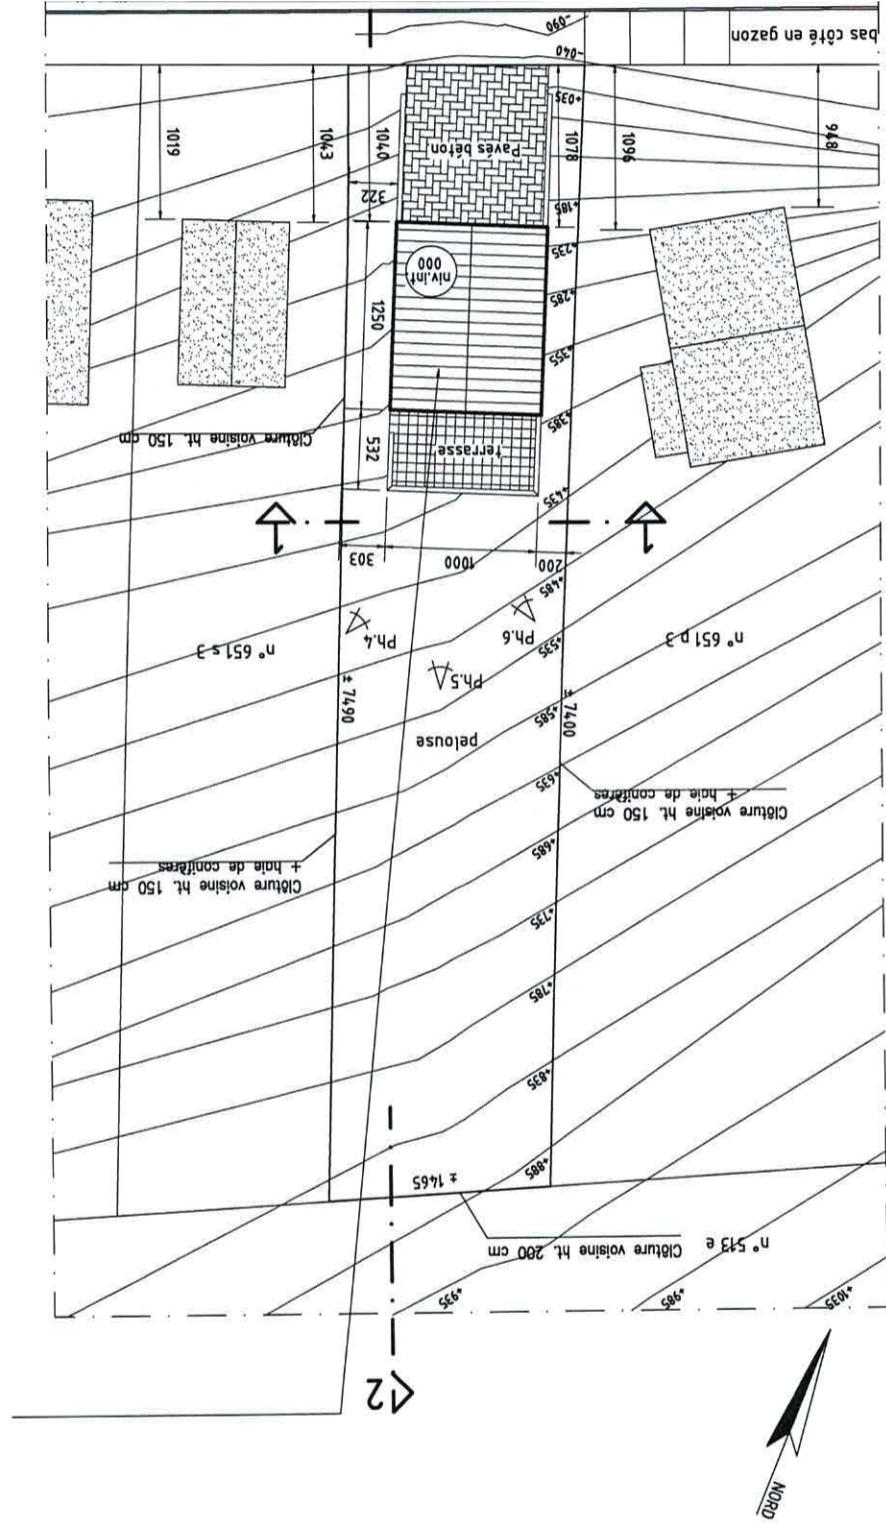 NORD
2
+1035
+985
+935
n° 513 e
Clôture voisine ht. 200 cm
± 1465
+885
+835
+785
+735
+685
+635
+585
+535
+485
+435
+385
+355
+285
+235
+185
+035
-040
-090
Clôture voisine ht. 150 cm
+ haie de conifères
Clôture voisine ht. 150 cm
+ haie de conifères
± 7400
± 7490
pelouse
Ph.5
Ph.6
Ph.4
n° 651 p 3
n° 651 s 3
200
1000
303
1
1
terrasse
532
Clôture voisine ht. 150 cm
1250
niv.int
000
322
Pavés béton
948
1096
1078
1040
1043
1019
bas côté en gazon